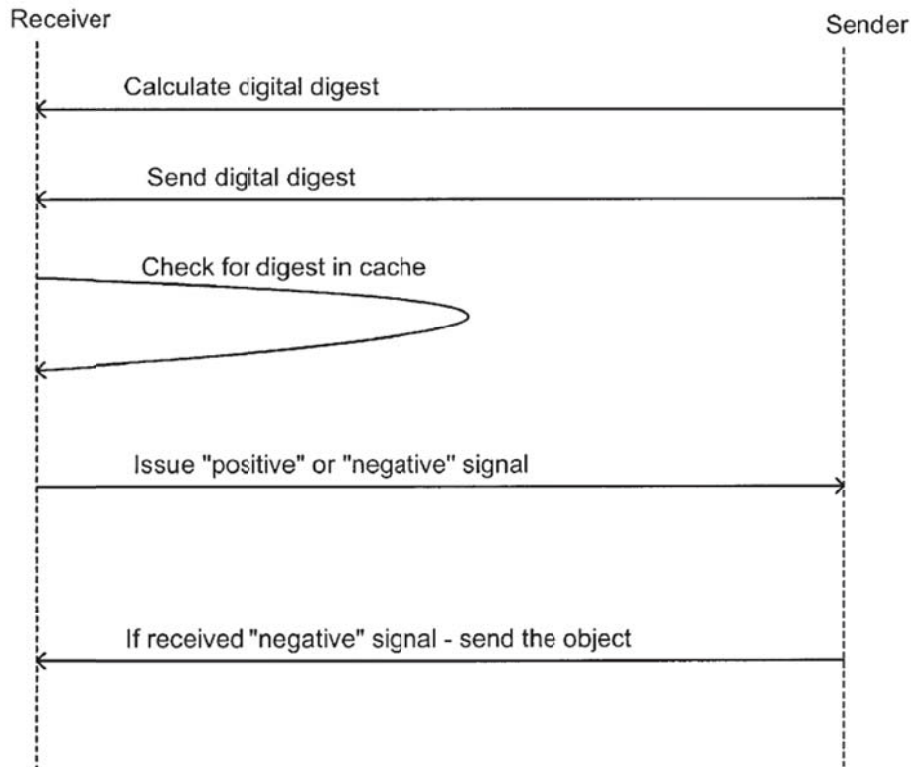 Receiver
Sender
Calculate digital digest
Send digital digest
Check for digest in cache
Issue "positive" or "negative" signal
If received "negative" signal - send the object